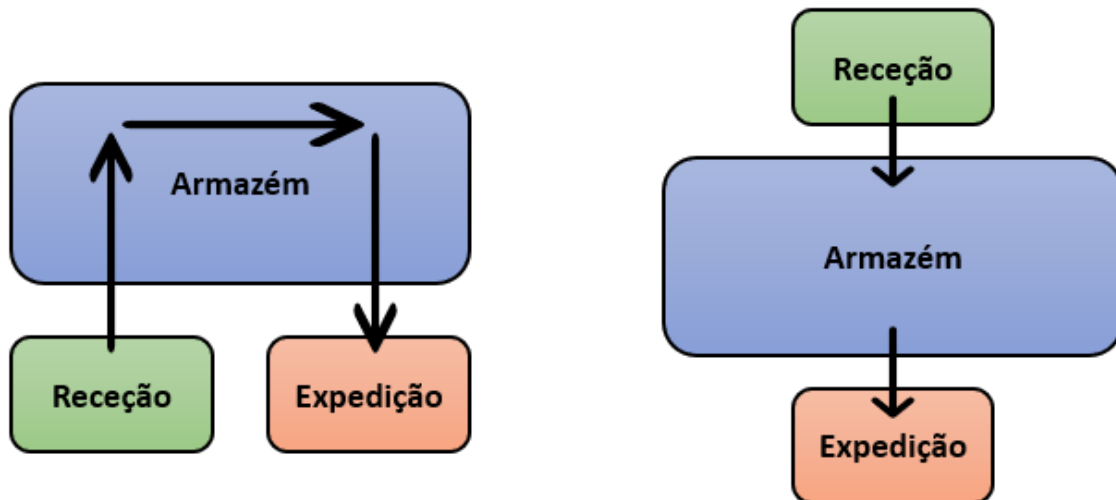 Armazém
Receção
Expedição
Receção
Armazém
Expedição